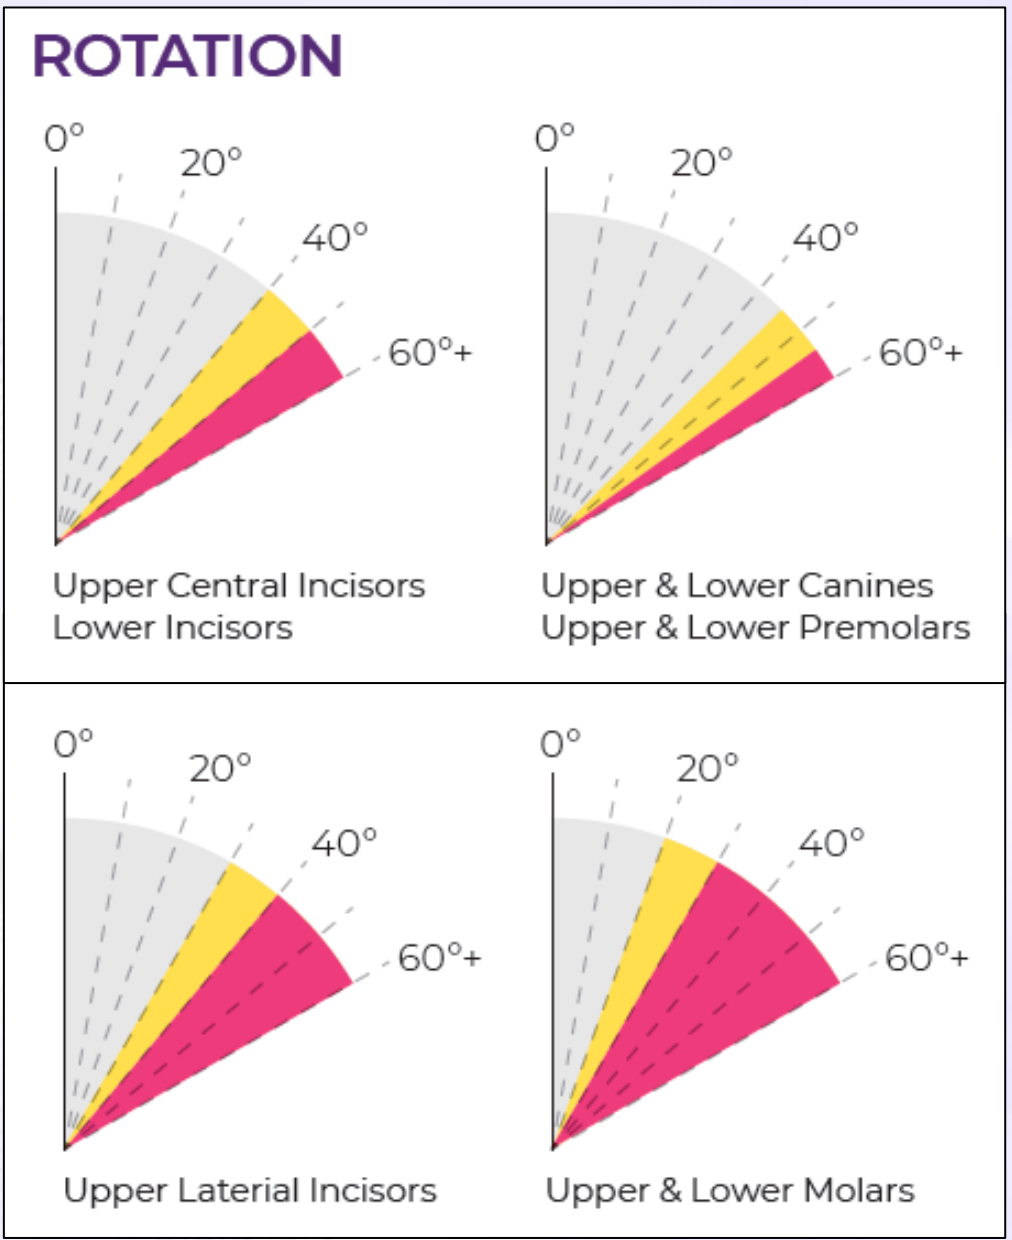 ROTATION
0°
20°
40°
60°+
Upper Central Incisors
Lower Incisors
0°
20°
40°
60°+
Upper & Lower Canines
Upper & Lower Premolars
0°
20°
40°
60°+
Upper Laterial Incisors
0°
20°
40°
60°+
Upper & Lower Molars